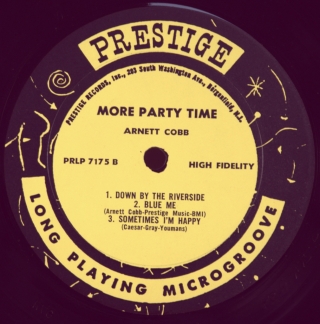 PRESTIGE
PRESTIGE RECORDS, Inc., 203 South Washington Ave., Bergenfield, N.J.
MORE PARTY TIME
ARNETT COBB
PRLP 7175 B
HIGH FIDELITY
1. DOWN BY THE RIVERSIDE
2. BLUE ME
(Arnett Cobb-Prestige Music-BMI)
3. SOMETIMES I'M HAPPY
(Caesar-Gray-Youmans)
LONG PLAYING MICROGROOVE